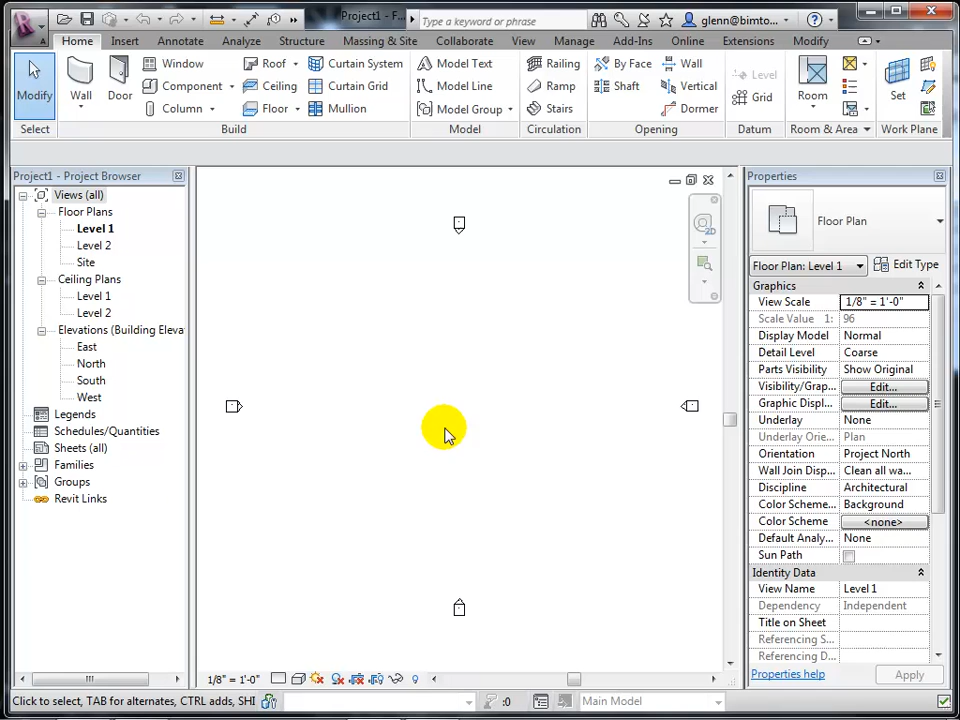 Project1 - F...
Type a keyword or phrase
glenn@bimto...
Home Insert Annotate Analyze Structure Massing & Site Collaborate View Manage Add-Ins Online Extensions Modify
Modify Wall Door Window Component Column
Roof Ceiling Floor
Curtain System Curtain Grid Mullion
Model Text Model Line Model Group
Railing Ramp Stairs
By Face Shaft Wall Vertical Dormer
Level Grid
Room
Set
Select Build Model Circulation Opening Datum Room & Area Work Plane
Project1 - Project Browser
Views (all)
Floor Plans
Level 1
Level 2
Site
Ceiling Plans
Level 1
Level 2
Elevations (Building Eleva
East
North
South
West
Legends
Schedules/Quantities
Sheets (all)
Families
Groups
Revit Links
2D
Properties
Floor Plan
Floor Plan: Level 1 Edit Type
Graphics
View Scale 1/8" = 1'-0"
Scale Value 1: 96
Display Model Normal
Detail Level Coarse
Parts Visibility Show Original
Visibility/Grap... Edit...
Graphic Displ... Edit...
Underlay None
Underlay Orie... Plan
Orientation Project North
Wall Join Disp... Clean all wa...
Discipline Architectural
Color Scheme... Background
Color Scheme <none>
Default Analy... None
Sun Path
Identity Data
View Name Level 1
Dependency Independent
Title on Sheet
Referencing S...
Referencing D...
Properties help Apply
1/8" = 1'-0"
Click to select, TAB for alternates, CTRL adds, SHI
:0
Main Model